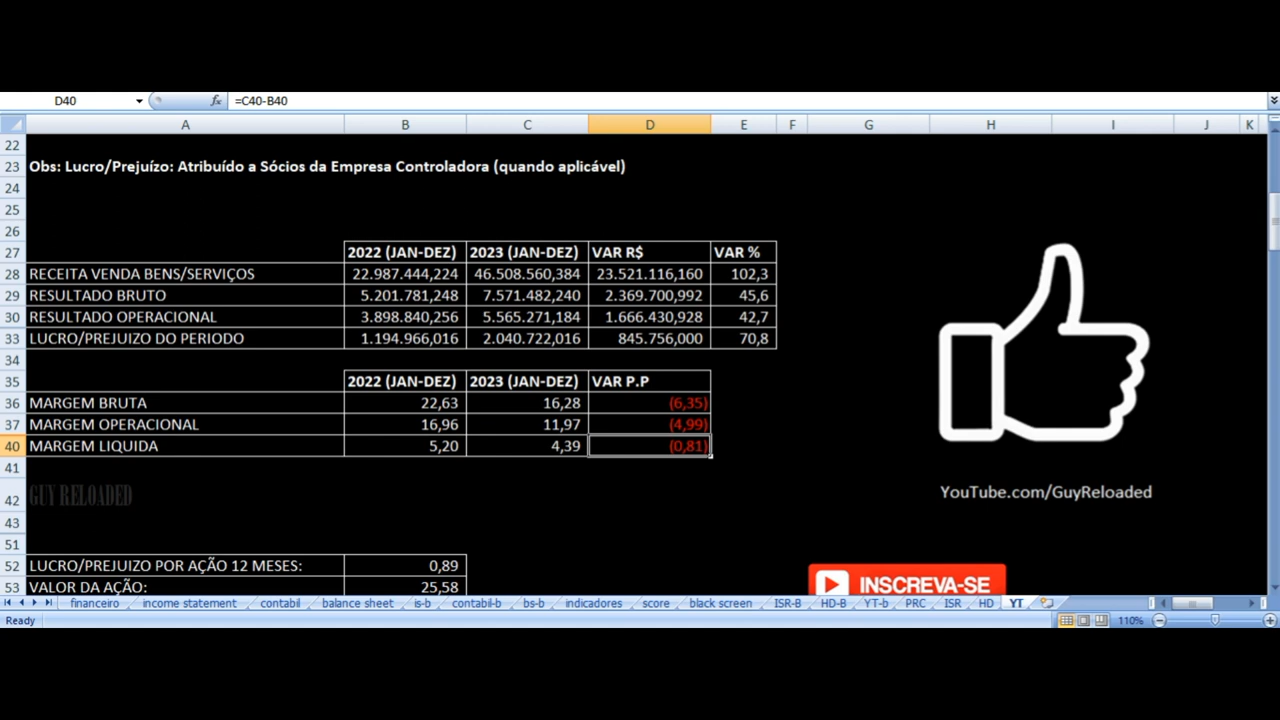 D40 fx =C40-B40
A B C D E F G H I J K
22
23 Obs: Lucro/Prejuízo: Atribuído a Sócios da Empresa Controladora (quando aplicável)
24
25
26
27 2022 (JAN-DEZ) 2023 (JAN-DEZ) VAR R$ VAR %
28 RECEITA VENDA BENS/SERVIÇOS 22.987.444,224 46.508.560,384 23.521.116,160 102,3
29 RESULTADO BRUTO 5.201.781,248 7.571.482,240 2.369.700,992 45,6
30 RESULTADO OPERACIONAL 3.898.840,256 5.565.271,184 1.666.430,928 42,7
33 LUCRO/PREJUIZO DO PERIODO 1.194.966,016 2.040.722,016 845.756,000 70,8
34
35 2022 (JAN-DEZ) 2023 (JAN-DEZ) VAR P.P
36 MARGEM BRUTA 22,63 16,28 (6,35)
37 MARGEM OPERACIONAL 16,96 11,97 (4,99)
40 MARGEM LIQUIDA 5,20 4,39 (0,81)
41
42 GUY RELOADED YouTube.com/GuyReloaded
43
51
52 LUCRO/PREJUIZO POR AÇÃO 12 MESES: 0,89
53 VALOR DA AÇÃO: 25,58 INSCREVA-SE
financeiro income statement contabil balance sheet is-b contabil-b bs-b indicadores score black screen ISR-B HD-B YT-b PRC ISR HD YT
Ready 110%